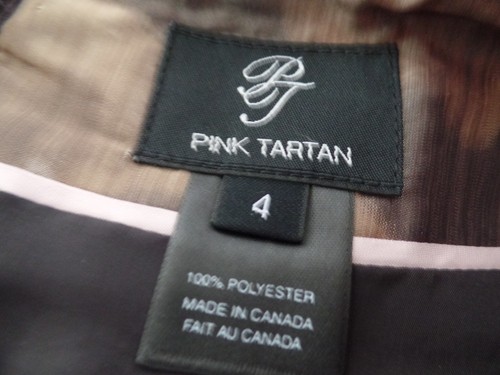 PT
PINK TARTAN
4
100% POLYESTER
MADE IN CANADA
FAIT AU CANADA